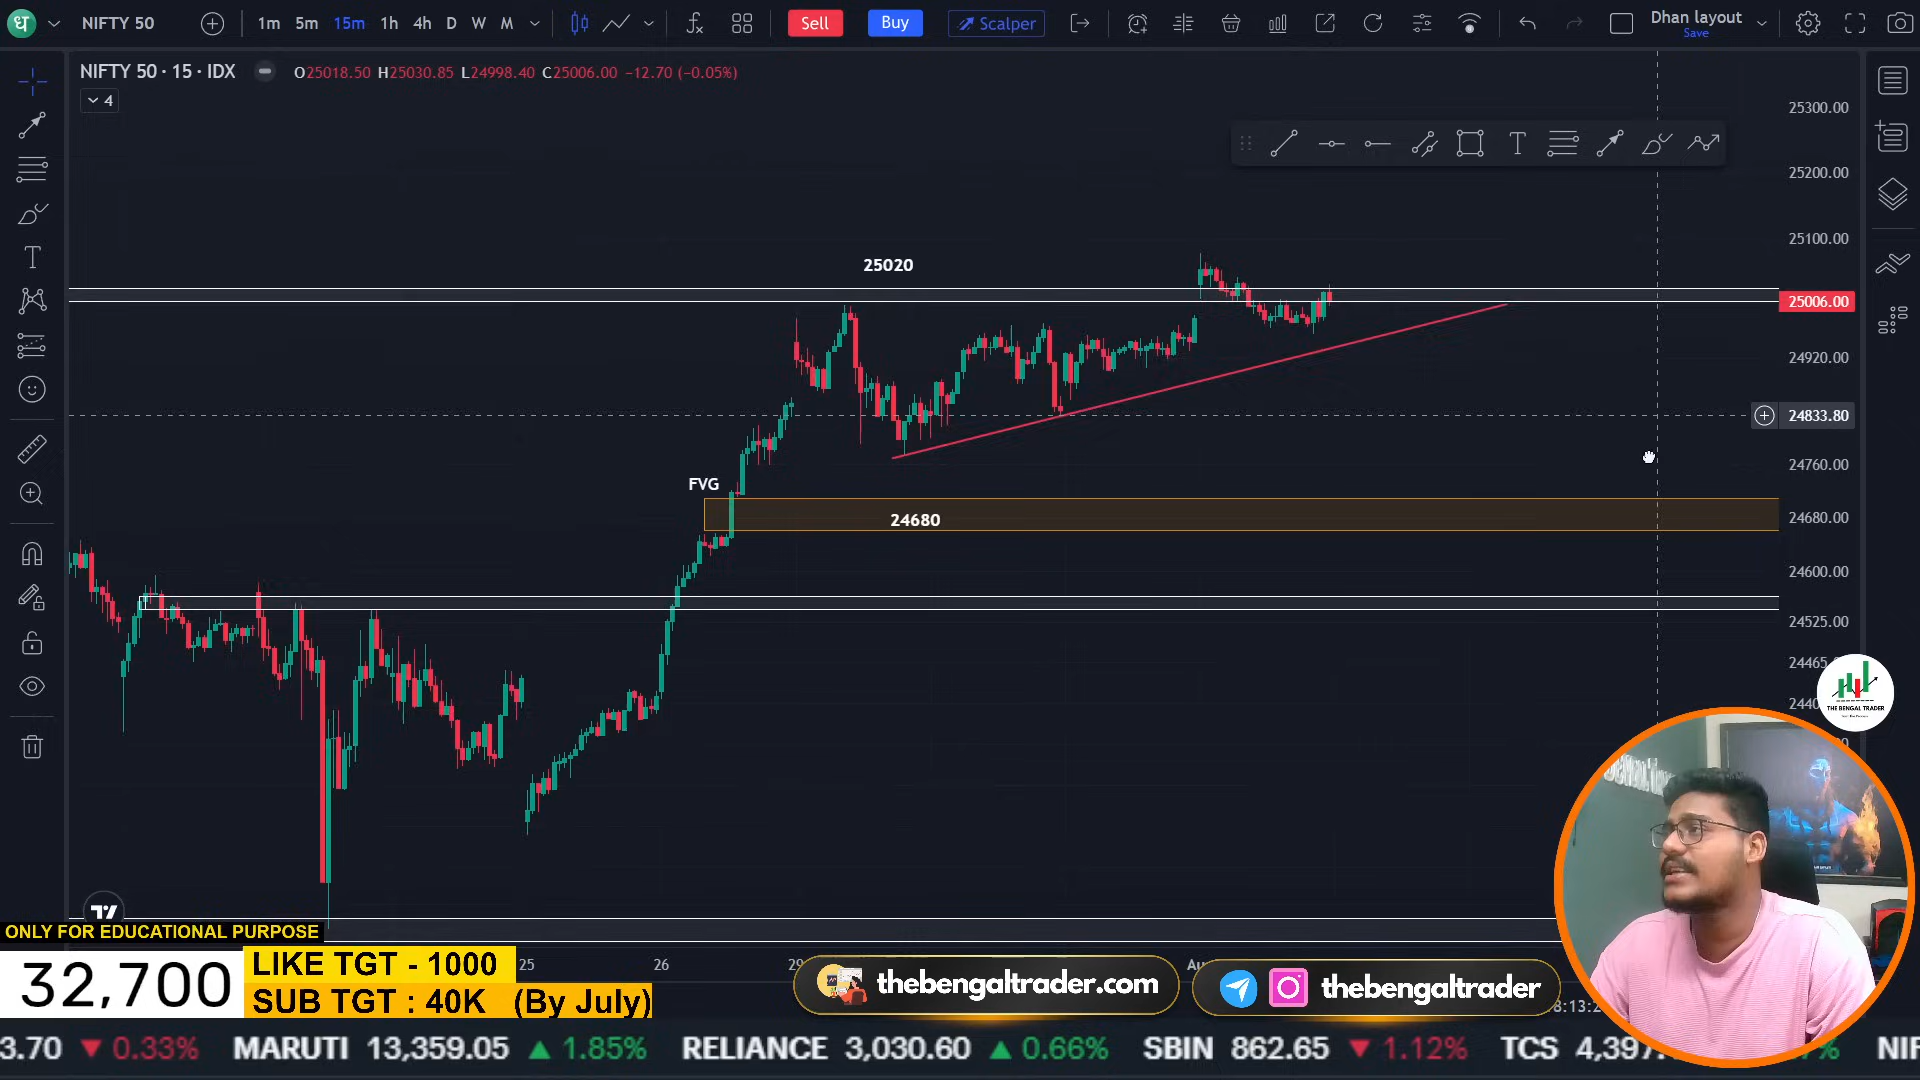 धी NIFTY 50 1m 5m 15m 1h 4h D W M Sell Buy Scalper Dhan layout
Save
NIFTY 50 · 15 · IDX O25018.50 H25030.85 L24998.40 C25006.00 −12.70 (−0.05%)
4
25300.00
25200.00
25100.00
25020
25006.00
24920.00
24833.80
24760.00
FVG
24680
24680.00
24600.00
24525.00
24465
THE BENGAL TRADER
ONLY FOR EDUCATIONAL PURPOSE
32,700
LIKE TGT - 1000
SUB TGT : 40K (By July)
25 26 29
thebengaltrader.com
thebengaltrader
3.70 ▼ 0.33% MARUTI 13,359.05 ▲ 1.85% RELIANCE 3,030.60 ▲ 0.66% SBIN 862.65 ▼ 1.12% TCS 4,397. % NIF